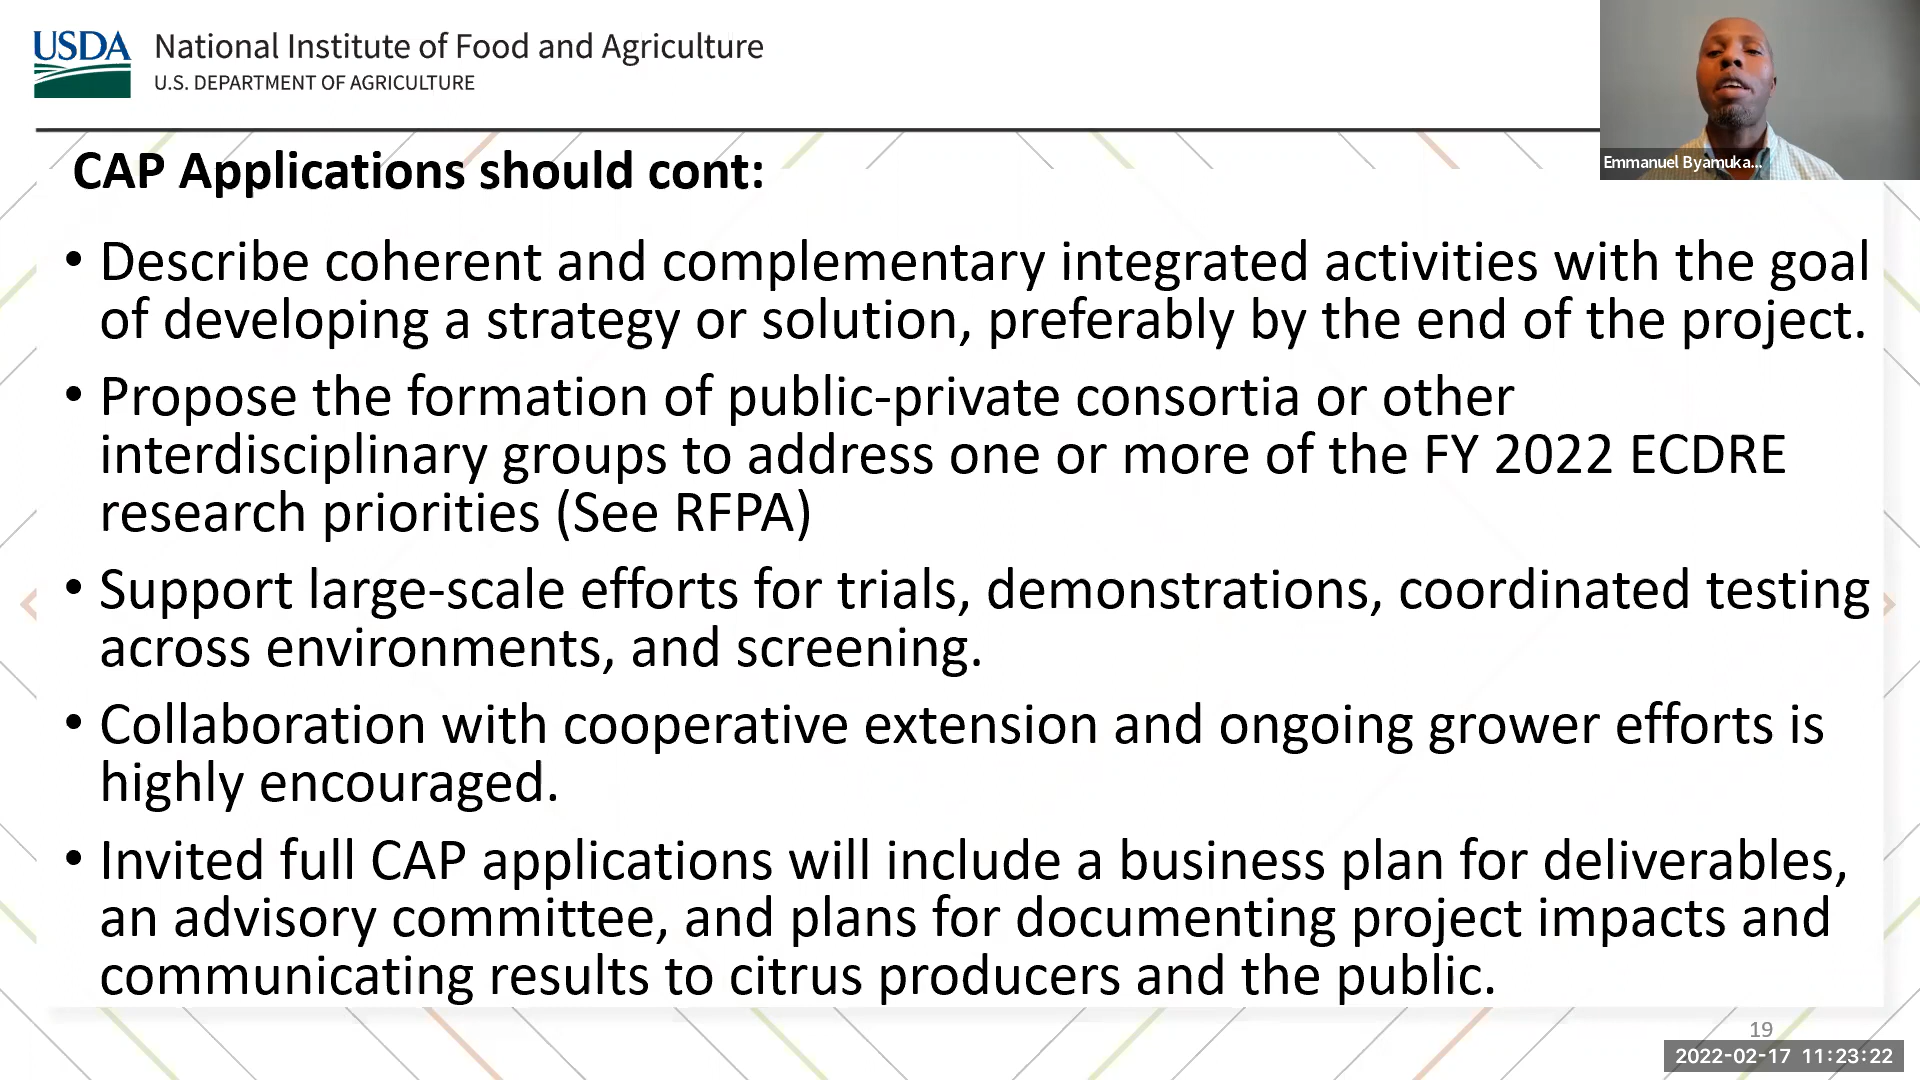 USDA
National Institute of Food and Agriculture
U.S. DEPARTMENT OF AGRICULTURE
Emmanuel Byamuka...
CAP Applications should cont:
• Describe coherent and complementary integrated activities with the goal
of developing a strategy or solution, preferably by the end of the project.
• Propose the formation of public-private consortia or other
interdisciplinary groups to address one or more of the FY 2022 ECDRE
research priorities (See RFPA)
• Support large-scale efforts for trials, demonstrations, coordinated testing
across environments, and screening.
• Collaboration with cooperative extension and ongoing grower efforts is
highly encouraged.
• Invited full CAP applications will include a business plan for deliverables,
an advisory committee, and plans for documenting project impacts and
communicating results to citrus producers and the public.
19
2022-02-17 11:23:22